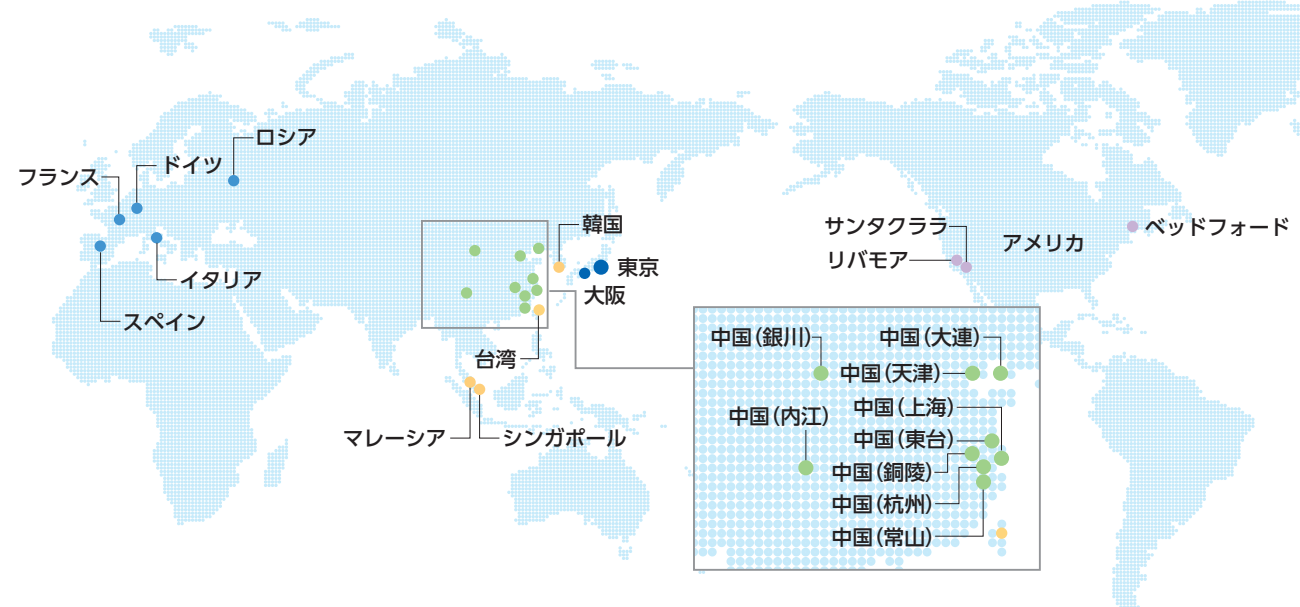 ロシア
ドイツ
フランス
イタリア
スペイン
韓国
東京
大阪
台湾
マレーシア
シンガポール
サンタクララ
リバモア
アメリカ
ベッドフォード
中国(銀川)
中国(大連)
中国(天津)
中国(内江)
中国(上海)
中国(東台)
中国(銅陵)
中国(杭州)
中国(常山)